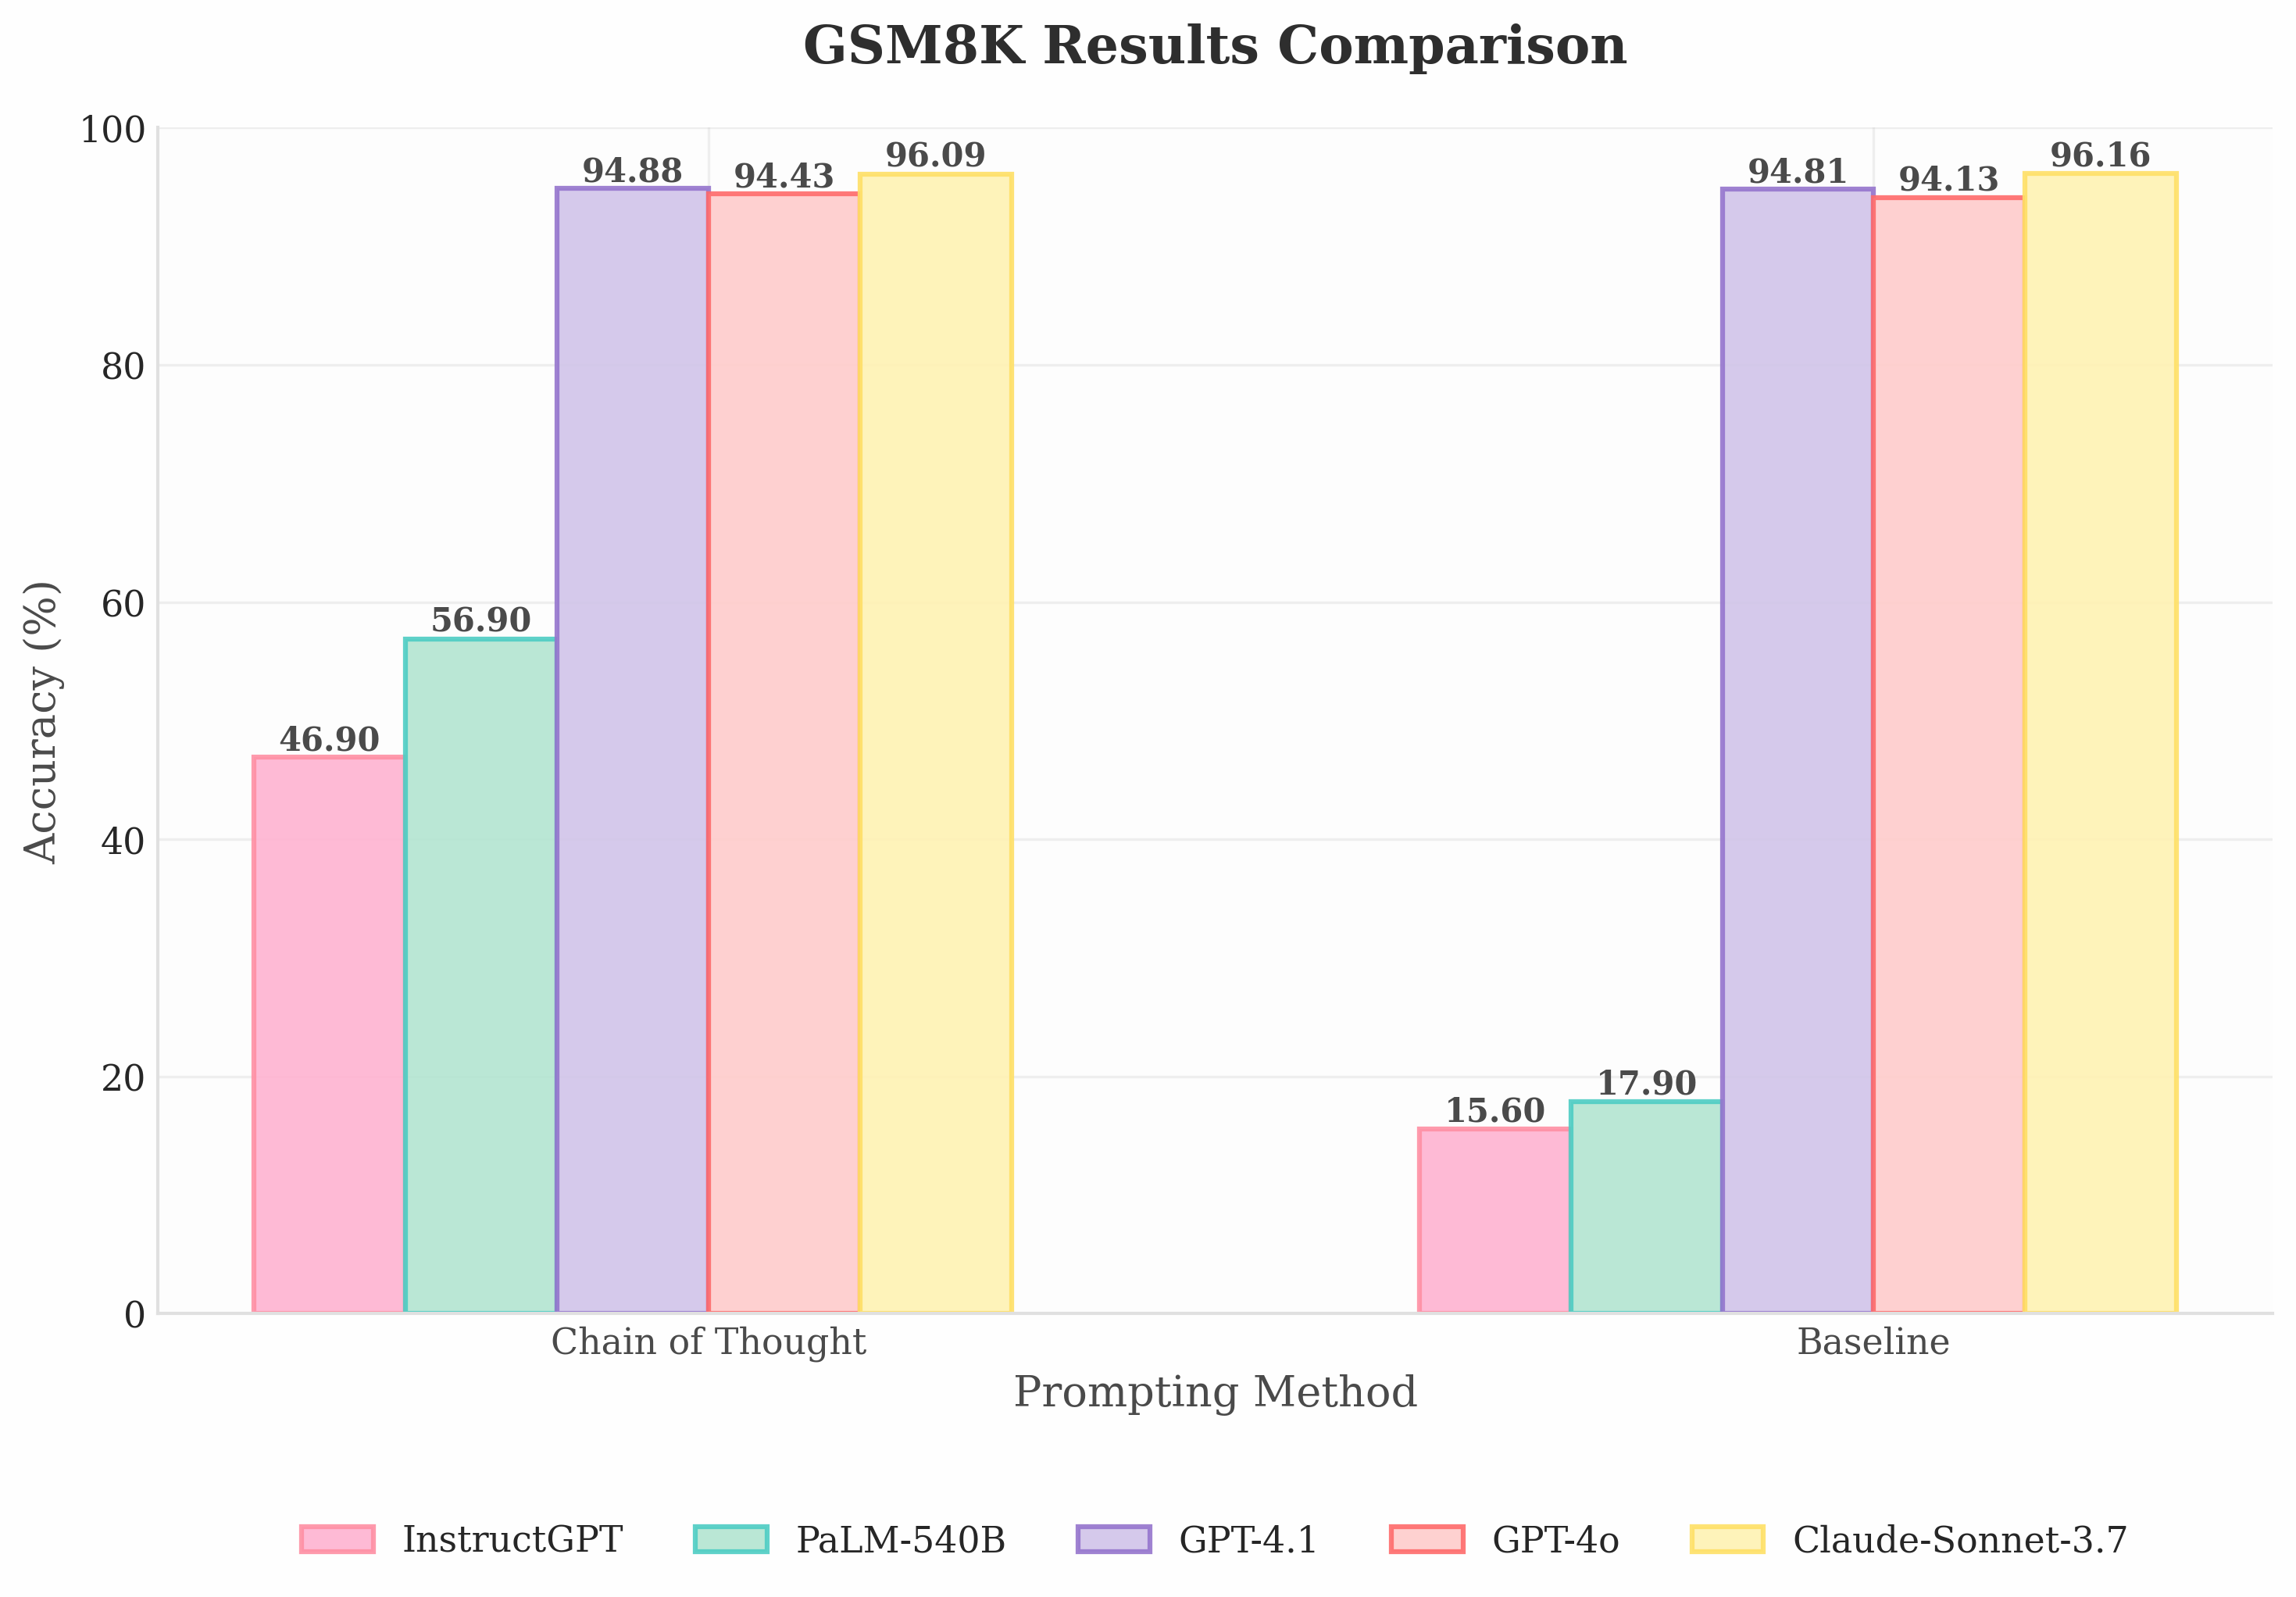 GSM8K Results Comparison
Accuracy (%)
100
80
60
40
20
0
46.90
56.90
94.88
94.43
96.09
15.60
17.90
94.81
94.13
96.16
Chain of Thought
Baseline
Prompting Method
InstructGPT
PaLM-540B
GPT-4.1
GPT-4o
Claude-Sonnet-3.7